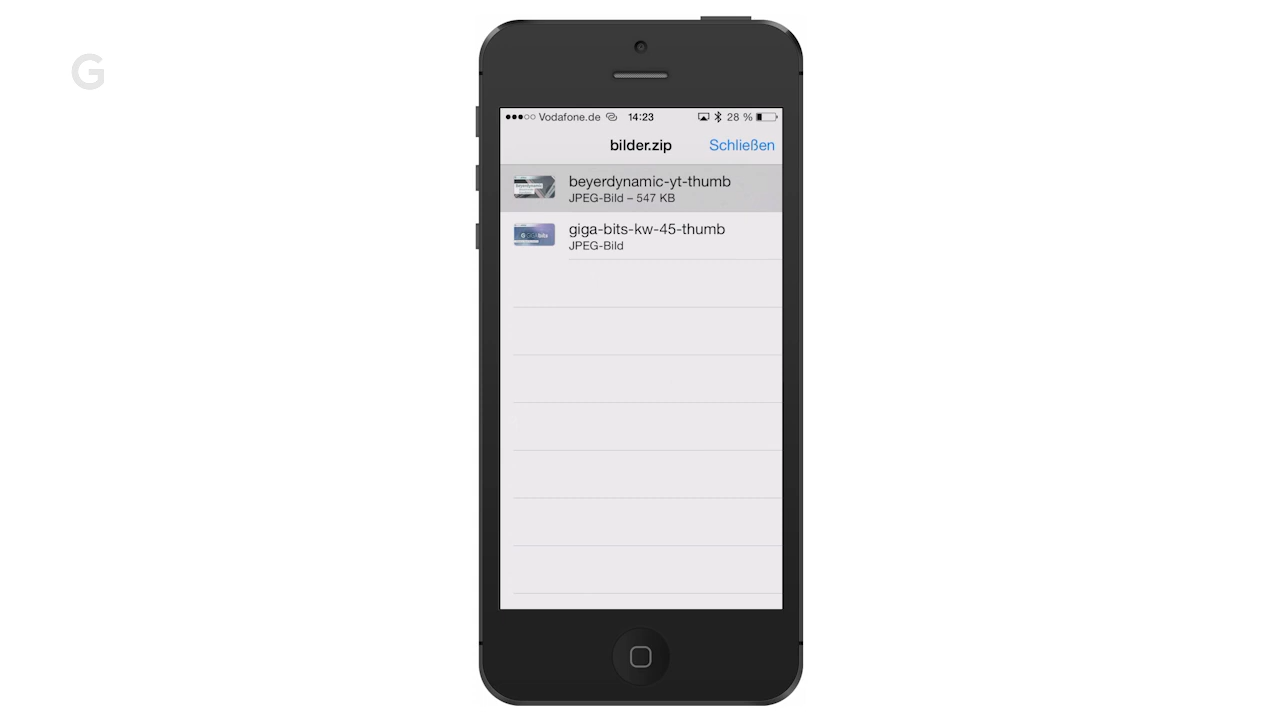 G
Vodafone.de 14:23 28 %
bilder.zip Schließen
beyerdynamic-yt-thumb
JPEG-Bild – 547 KB
giga-bits-kw-45-thumb
JPEG-Bild